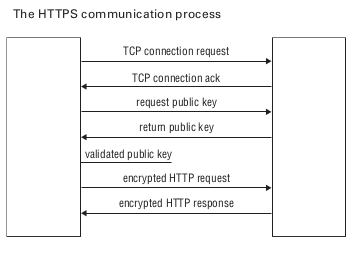 The HTTPS communication process
TCP connection request
TCP connection ack
request public key
return public key
validated public key
encrypted HTTP request
encrypted HTTP response